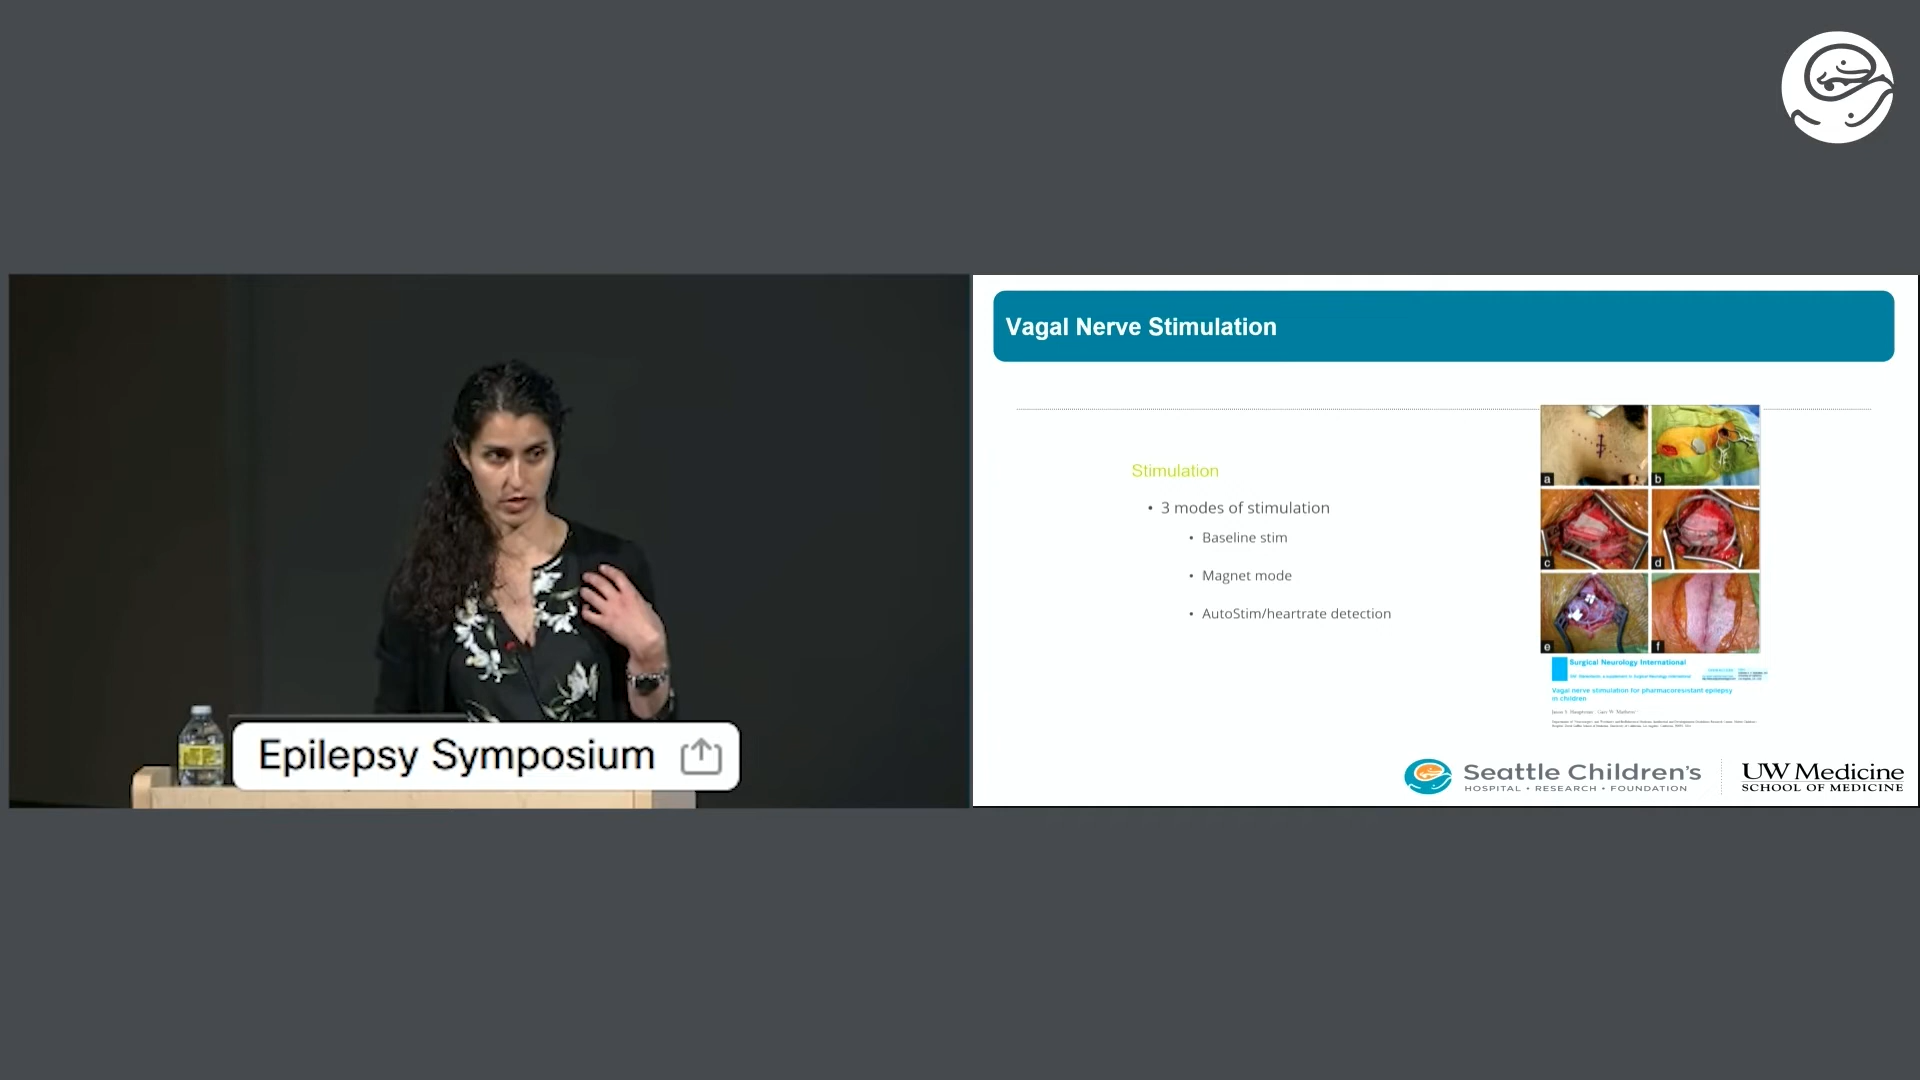 Epilepsy Symposium
Vagal Nerve Stimulation
Stimulation
• 3 modes of stimulation
• Baseline stim
• Magnet mode
• AutoStim/heartrate detection
a
b
c
d
e
f
Surgical Neurology International
Vagal nerve stimulation for pharmacoresistant epilepsy
in children
Seattle Children's
HOSPITAL • RESEARCH • FOUNDATION
UW Medicine
SCHOOL OF MEDICINE